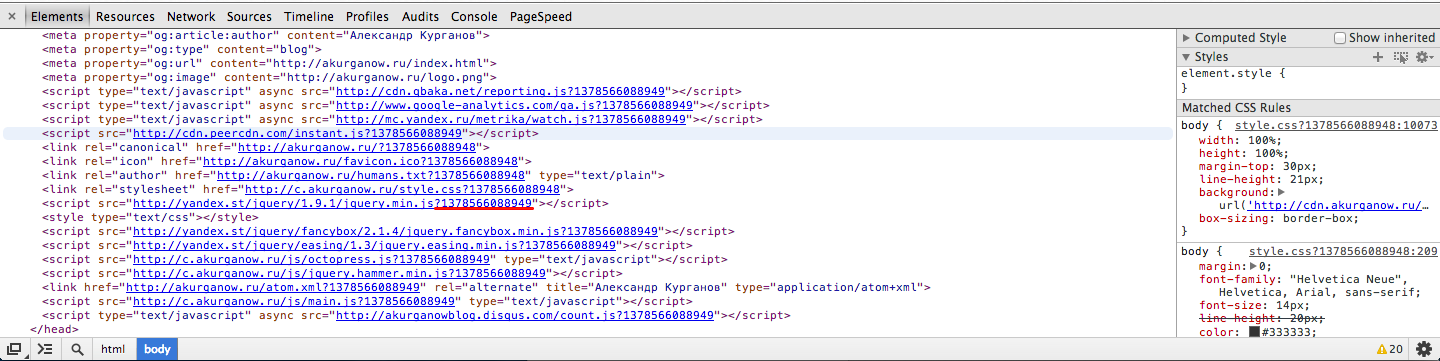 × Elements Resources Network Sources Timeline Profiles Audits Console PageSpeed
<meta property="og:article:author" content="Александр Курганов">
<meta property="og:type" content="blog">
<meta property="og:url" content="http://akurganow.ru/index.html">
<meta property="og:image" content="http://akurganow.ru/logo.png">
<script type="text/javascript" async src="http://cdn.qbaka.net/reporting.js?1378566088949"></script>
<script type="text/javascript" async src="http://www.google-analytics.com/ga.js?1378566088949"></script>
<script type="text/javascript" async src="http://mc.yandex.ru/metrika/watch.js?1378566088949"></script>
<script src="http://cdn.peercdn.com/instant.js?1378566088949"></script>
<link rel="canonical" href="http://akurganow.ru/?1378566088948">
<link rel="icon" href="http://akurganow.ru/favicon.ico?1378566088948">
<link rel="author" href="http://akurganow.ru/humans.txt?1378566088948" type="text/plain">
<link rel="stylesheet" href="http://c.akurganow.ru/style.css?1378566088948">
<script src="http://yandex.st/jquery/1.9.1/jquery.min.js?1378566088949"></script>
<style type="text/css"></style>
<script src="http://yandex.st/jquery/fancybox/2.1.4/jquery.fancybox.min.js?1378566088949"></script>
<script src="http://yandex.st/jquery/easing/1.3/jquery.easing.min.js?1378566088949"></script>
<script src="http://c.akurganow.ru/js/octopress.js?1378566088949" type="text/javascript"></script>
<script src="http://c.akurganow.ru/js/jquery.hammer.min.js?1378566088949"></script>
<link href="http://akurganow.ru/atom.xml?1378566088949" rel="alternate" title="Александр Курганов" type="application/atom+xml">
<script src="http://c.akurganow.ru/js/main.js?1378566088949" type="text/javascript"></script>
<script type="text/javascript" async src="http://akurganowblog.disqus.com/count.js?1378566088949"></script>
</head>
Computed Style Show inherited
Styles
element.style {
}
Matched CSS Rules
body { style.css?1378566088948:10073
width: 100%;
height: 100%;
margin-top: 30px;
line-height: 21px;
background:
url('http://cdn.akurganow.ru/…
box-sizing: border-box;
}
body { style.css?1378566088948:209
margin: 0;
font-family: "Helvetica Neue",
Helvetica, Arial, sans-serif;
font-size: 14px;
line-height: 20px;
color: #333333;
html body 20